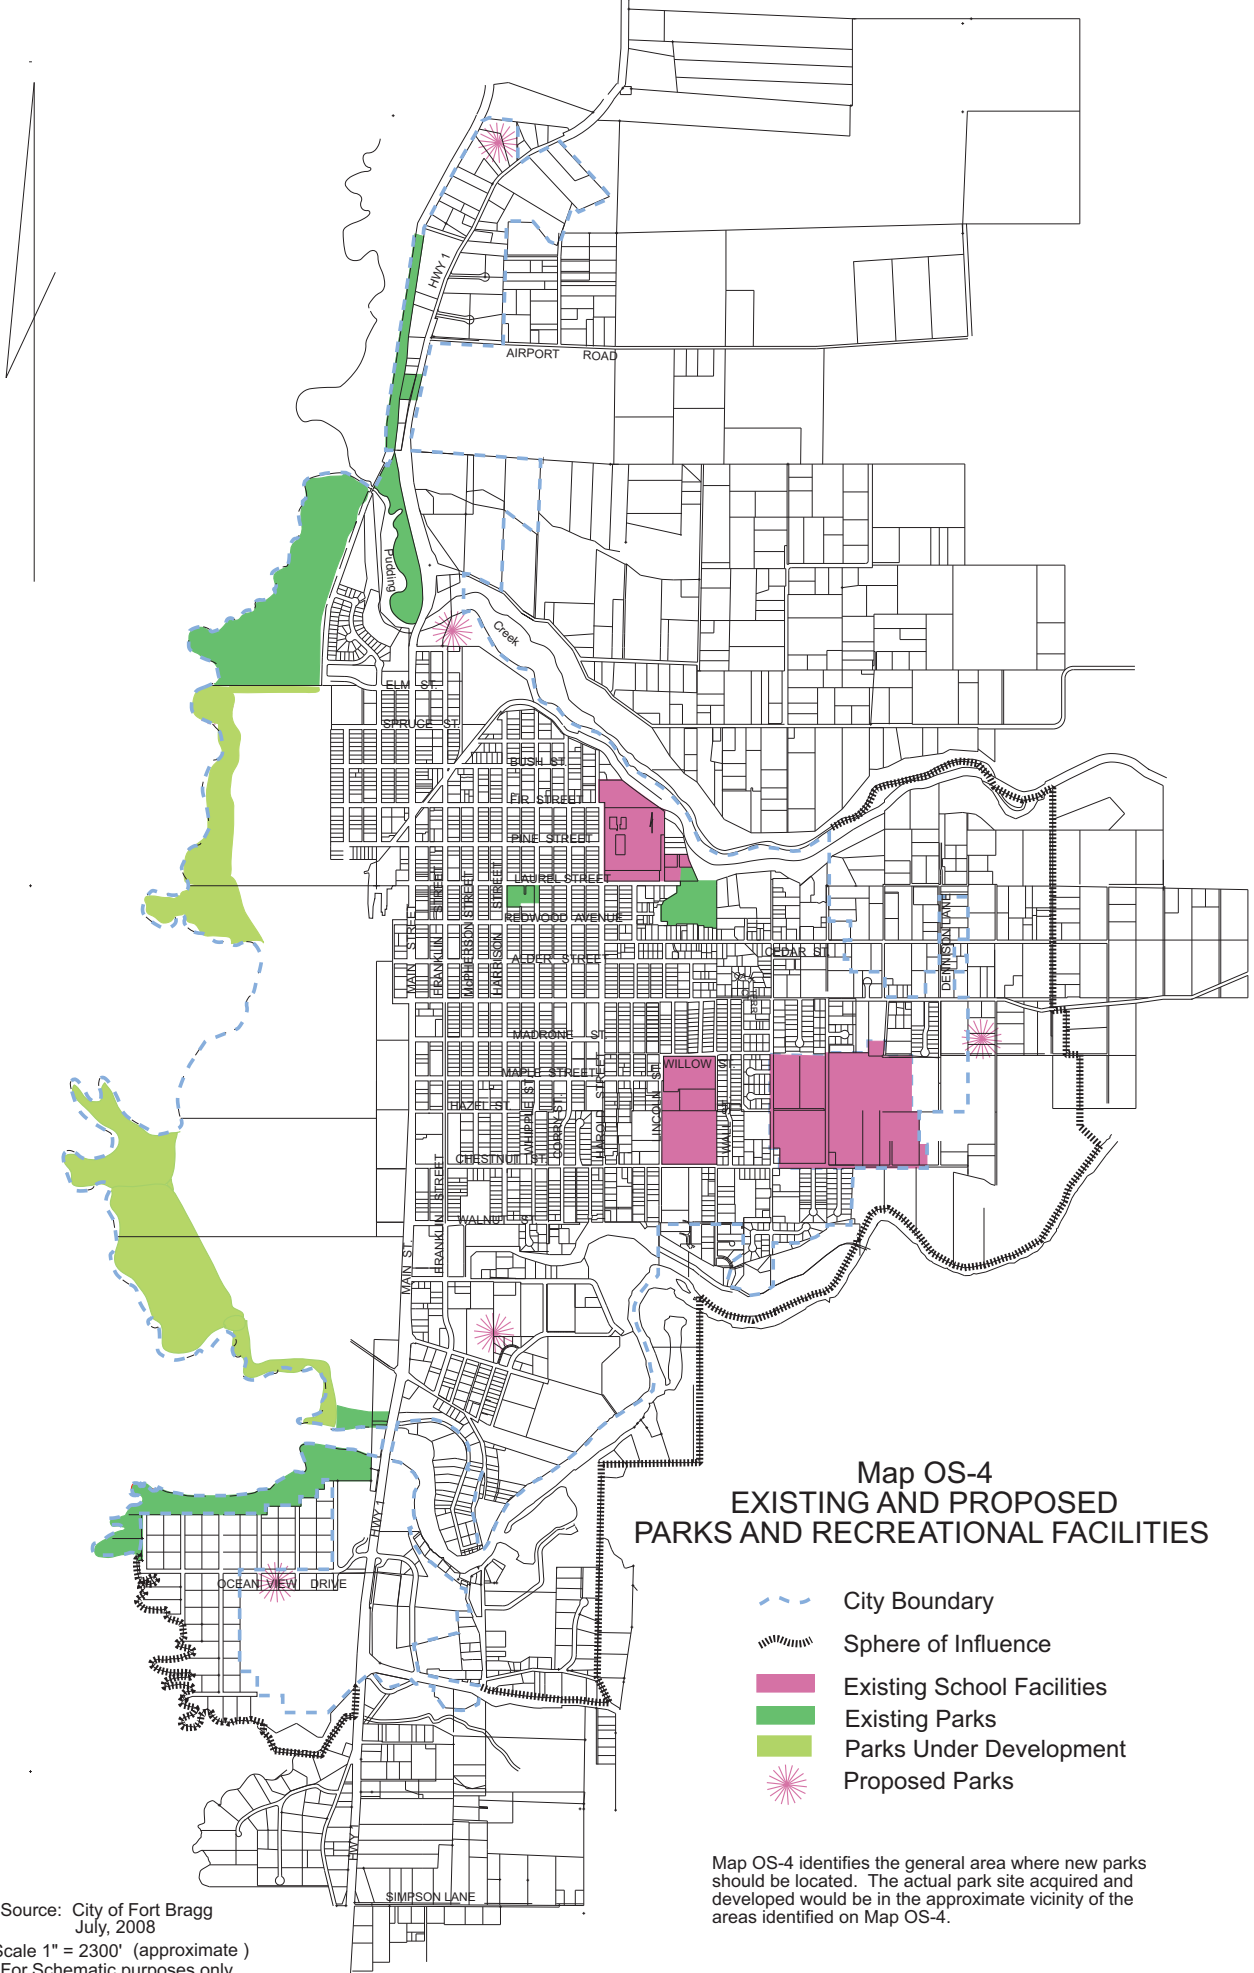 HWY 1
AIRPORT ROAD
Pudding
Creek
ELM ST.
SPRUCE ST.
BUSH ST.
FIR STREET
PINE STREET
LAUREL STREET
REDWOOD AVENUE
CEDAR ST.
ALDER STREET
MAIN STREET
FRANKLIN STREET
McPHERSON STREET
HARRISON STREET
DENNISON LANE
MADRONE ST.
WILLOW ST.
MAPLE STREET
HAZEL ST.
WHIPPLE ST.
CORRY ST.
HAROLD STREET
LINCOLN ST.
WALL ST.
CHESTNUT ST.
WALNUT ST.
MAIN ST.
FRANKLIN STREET
HWY 1
OCEAN VIEW DRIVE
HWY 1
SIMPSON LANE
Map OS-4
EXISTING AND PROPOSED
PARKS AND RECREATIONAL FACILITIES
City Boundary
Sphere of Influence
Existing School Facilities
Existing Parks
Parks Under Development
Proposed Parks
Map OS-4 identifies the general area where new parks
should be located. The actual park site acquired and
developed would be in the approximate vicinity of the
areas identified on Map OS-4.
Source: City of Fort Bragg
July, 2008
Scale 1" = 2300' (approximate )
For Schematic purposes only